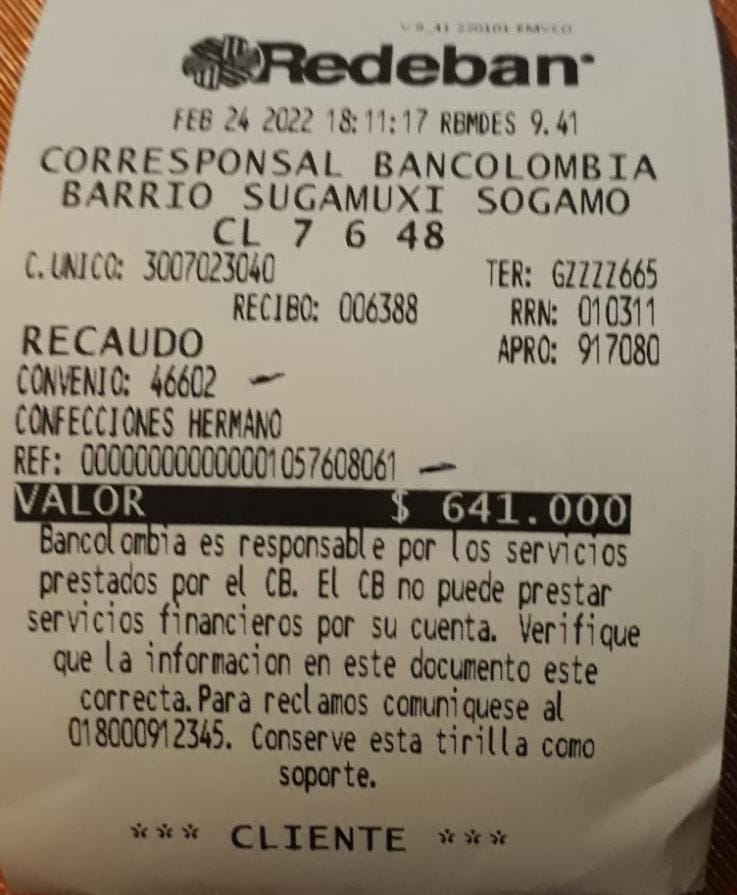 Redeban
FEB 24 2022 18:11:17 RBMDES 9.41
CORRESPONSAL BANCOLOMBIA
BARRIO SUGAMUXI SOGAMO
CL 7 6 48
C. UNICO: 3007023040 TER: GZZZZ665
RECIBO: 006388 RRN: 010311
RECAUDO APRO: 917080
CONVENIO: 46602
CONFECCIONES HERMANO
REF: 000000000000001057608061
VALOR $ 641.000
Bancolombia es responsable por los servicios
prestados por el CB. El CB no puede prestar
servicios financieros por su cuenta. Verifique
que la informacion en este documento este
correcta.Para reclamos comuniquese al
018000912345. Conserve esta tirilla como
soporte.
*** CLIENTE ***